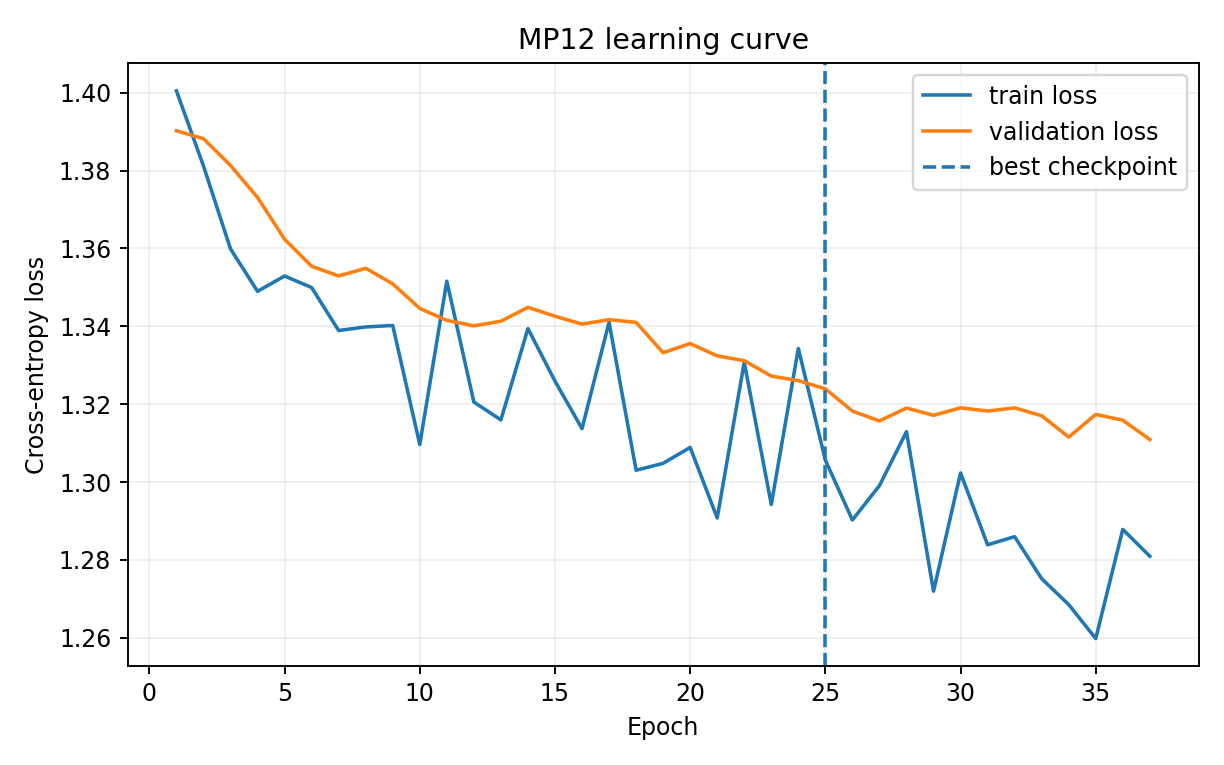 MP12 learning curve
train loss
validation loss
best checkpoint
Cross-entropy loss
1.40
1.38
1.36
1.34
1.32
1.30
1.28
1.26
0 5 10 15 20 25 30 35
Epoch